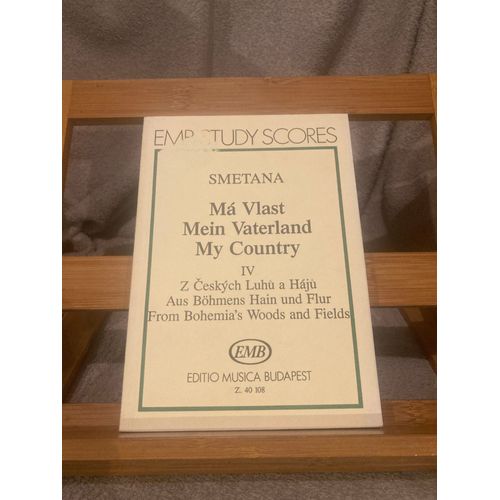 EMB STUDY SCORES
SMETANA
Má Vlast
Mein Vaterland
My Country
IV
Z Českých Luhů a Hájů
Aus Böhmens Hain und Flur
From Bohemia's Woods and Fields
EMB
EDITIO MUSICA BUDAPEST
Z. 40 108